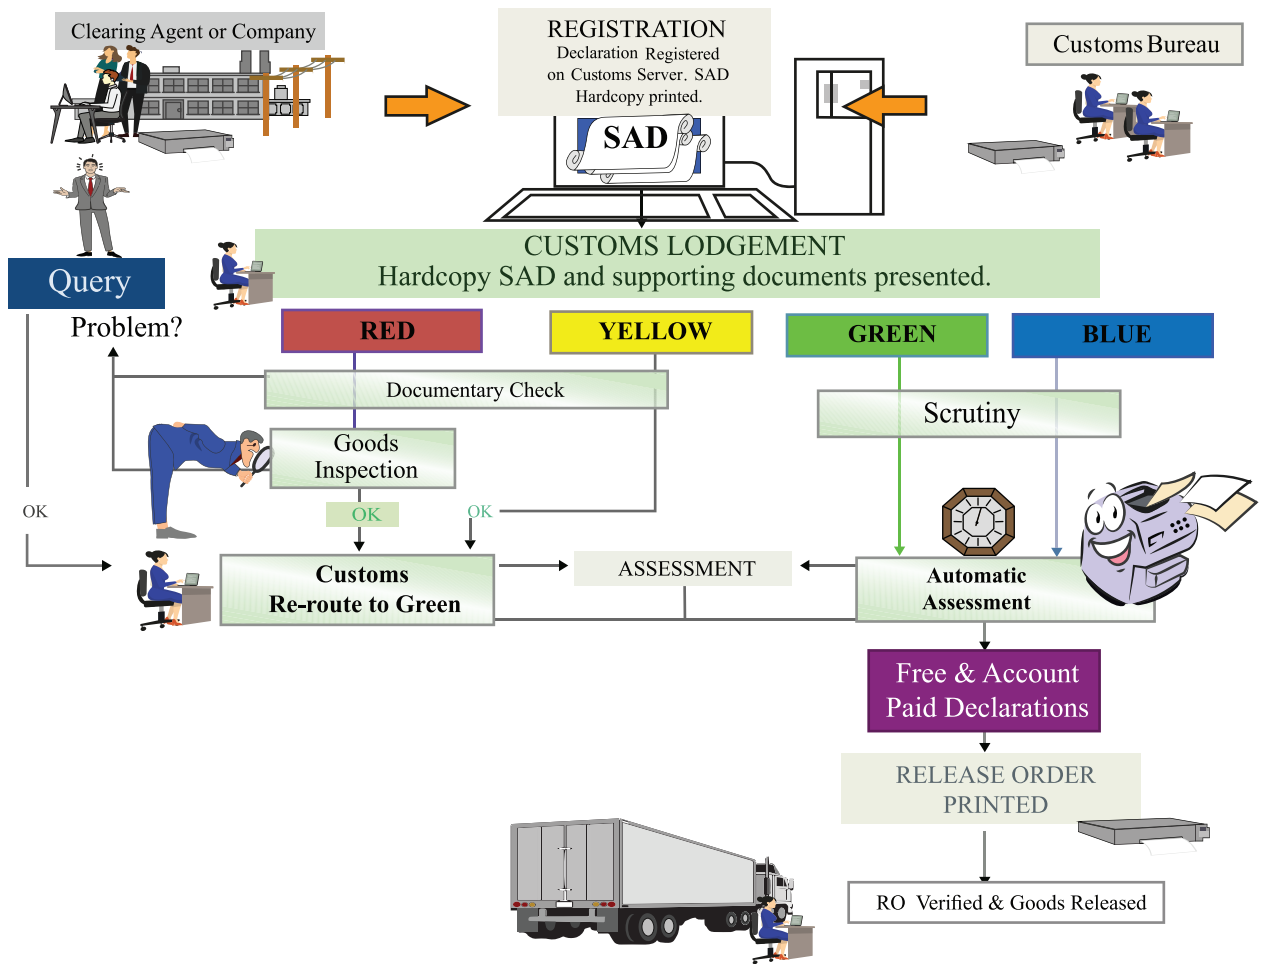 Clearing Agent or Company
REGISTRATION
Declaration Registered
on Customs Server. SAD
Hardcopy printed.
Customs Bureau
SAD
CUSTOMS LODGEMENT
Hardcopy SAD and supporting documents presented.
Query
Problem?
RED
YELLOW
GREEN
BLUE
Documentary Check
Scrutiny
Goods
Inspection
OK
OK
OK
Customs
Re-route to Green
ASSESSMENT
Automatic
Assessment
Free & Account
Paid Declarations
RELEASE ORDER
PRINTED
RO Verified & Goods Released